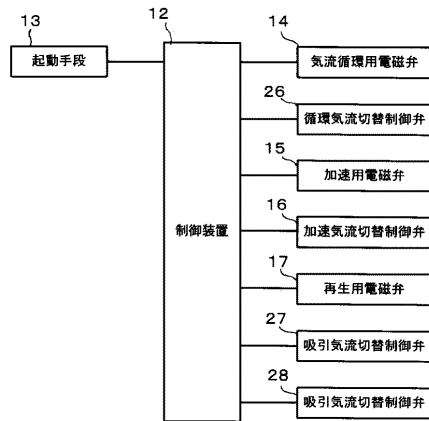 13
起動手段
12
制御装置
14
気流循環用電磁弁
26
循環気流切替制御弁
15
加速用電磁弁
16
加速気流切替制御弁
17
再生用電磁弁
27
吸引気流切替制御弁
28
吸引気流切替制御弁